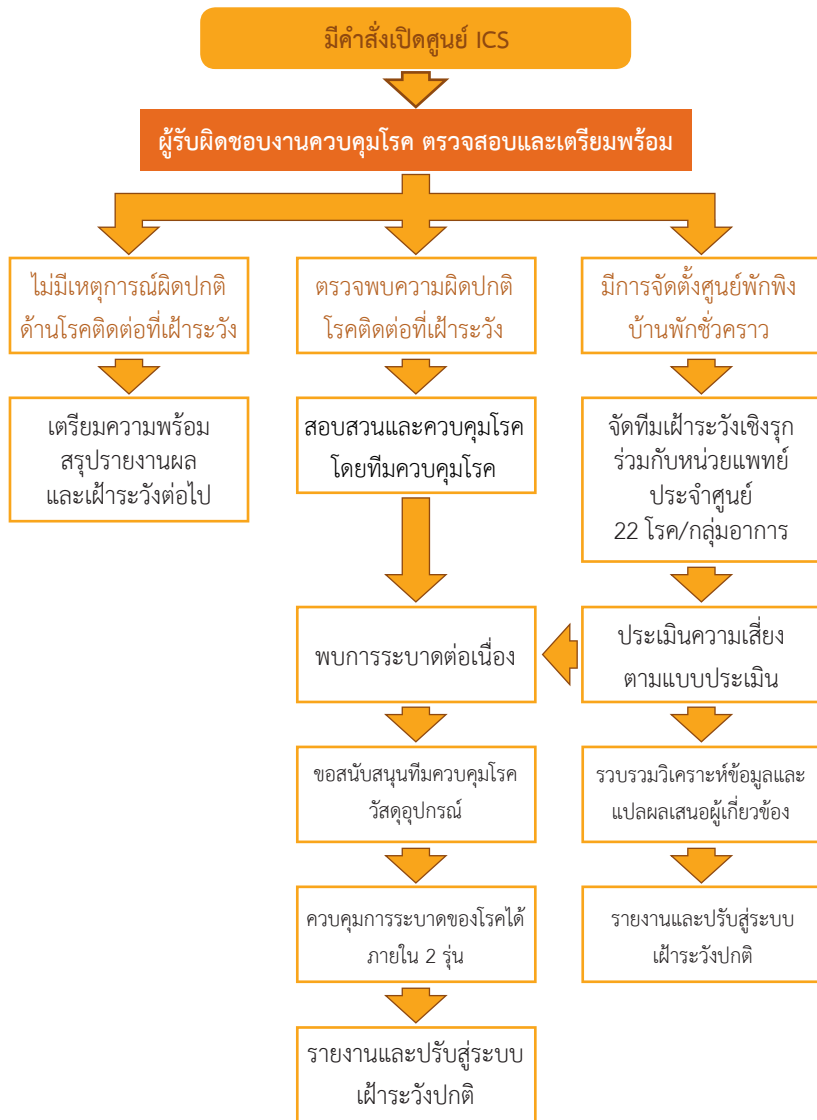 มีคำสั่งเปิดศูนย์ ICS
ผู้รับผิดชอบงานควบคุมโรค ตรวจสอบและเตรียมพร้อม
ไม่มีเหตุการณ์ผิดปกติ
ด้านโรคติดต่อที่เฝ้าระวัง
ตรวจพบความผิดปกติ
โรคติดต่อที่เฝ้าระวัง
มีการจัดตั้งศูนย์พักพิง
บ้านพักชั่วคราว
เตรียมความพร้อม
สรุปรายงานผล
และเฝ้าระวังต่อไป
สอบสวนและควบคุมโรค
โดยทีมควบคุมโรค
จัดทีมเฝ้าระวังเชิงรุก
ร่วมกับหน่วยแพทย์
ประจำศูนย์
22 โรค/กลุ่มอาการ
พบการระบาดต่อเนื่อง
ประเมินความเสี่ยง
ตามแบบประเมิน
ขอสนับสนุนทีมควบคุมโรค
วัสดุอุปกรณ์
รวบรวมวิเคราะห์ข้อมูลและ
แปลผลเสนอผู้เกี่ยวข้อง
ควบคุมการระบาดของโรคได้
ภายใน 2 รุ่น
รายงานและปรับสู่ระบบ
เฝ้าระวังปกติ
รายงานและปรับสู่ระบบ
เฝ้าระวังปกติ